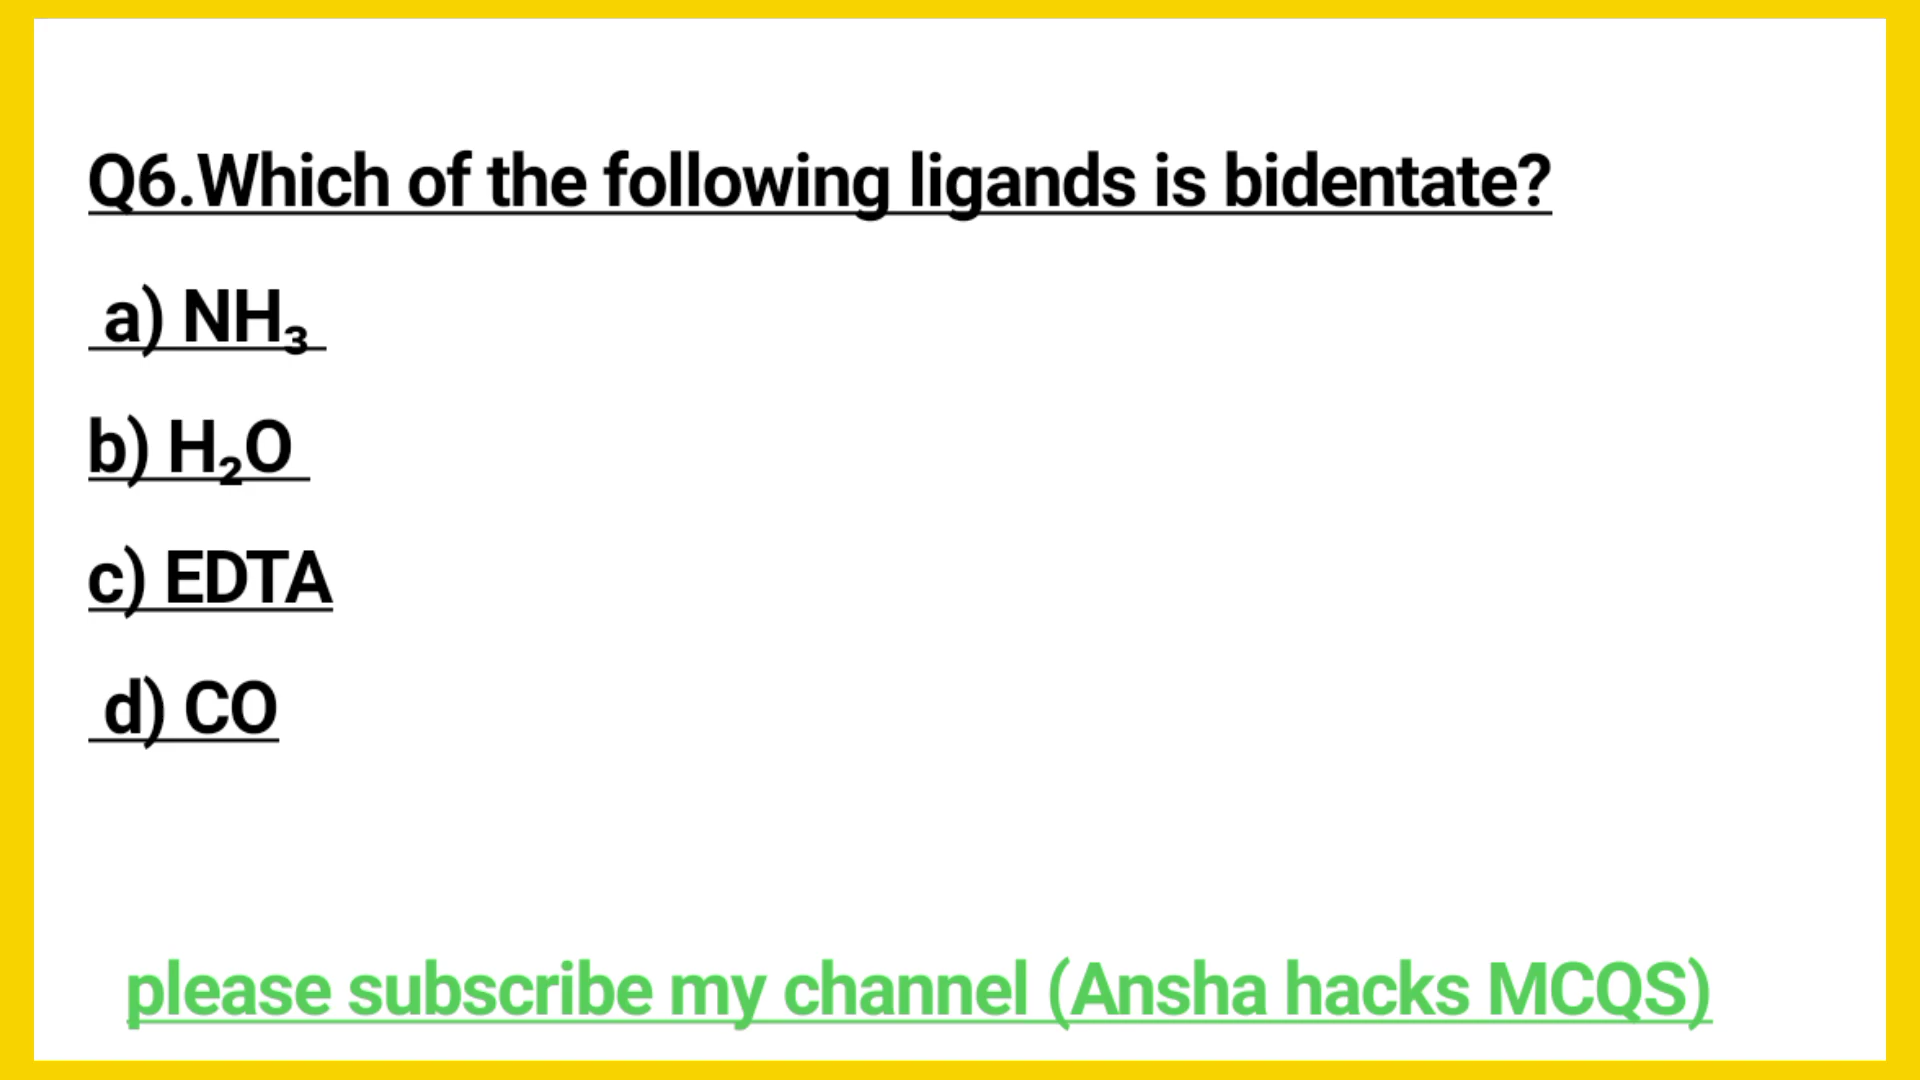 Q6.Which of the following ligands is bidentate?
a) NH₃
b) H₂O
c) EDTA
d) CO
please subscribe my channel (Ansha hacks MCQS)